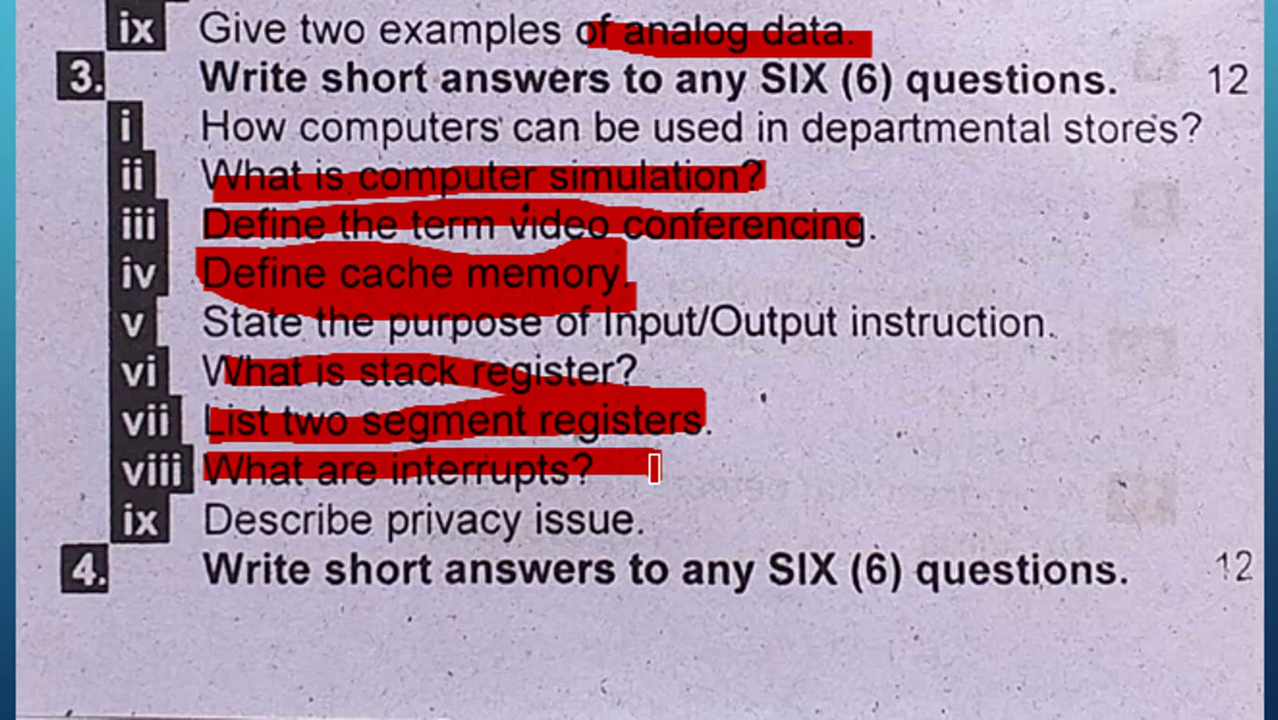 ix Give two examples of analog data.
3. Write short answers to any SIX (6) questions. 12
i How computers can be used in departmental stores?
ii What is computer simulation?
iii Define the term video conferencing.
iv Define cache memory.
v State the purpose of Input/Output instruction.
vi What is stack register?
vii List two segment registers.
viii What are interrupts?
ix Describe privacy issue.
4. Write short answers to any SIX (6) questions. 12